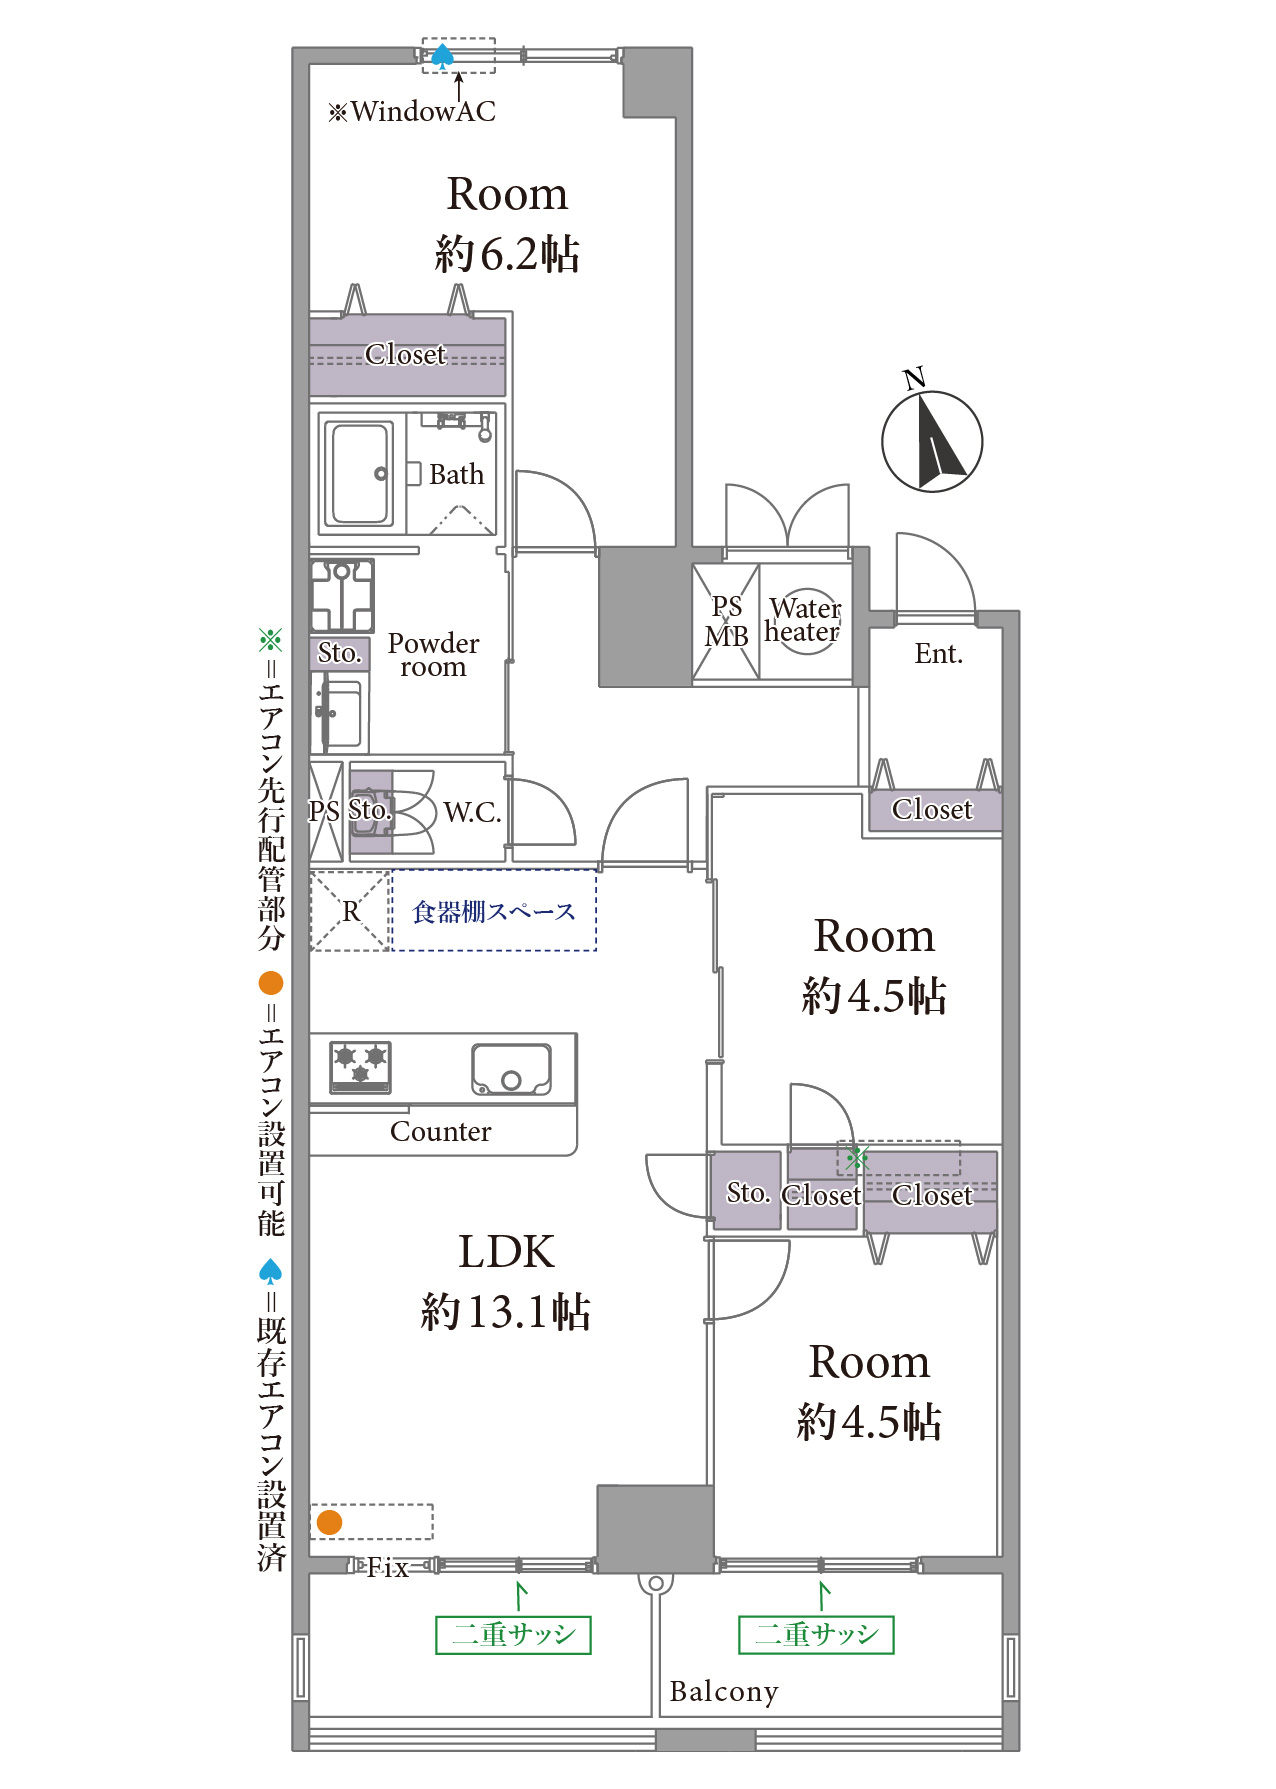 ※WindowAC
Room
約6.2帖
Closet
N
Bath
PS
MB
Water
heater
Ent.
Sto.
Powder
room
PS
Sto.
W.C.
Closet
R
食器棚スペース
Room
約4.5帖
Counter
※
Sto.
Closet
Closet
LDK
約13.1帖
Room
約4.5帖
Fix
二重サッシ
二重サッシ
Balcony
※=エアコン先行配管部分
●=エアコン設置可能
♠=既存エアコン設置済